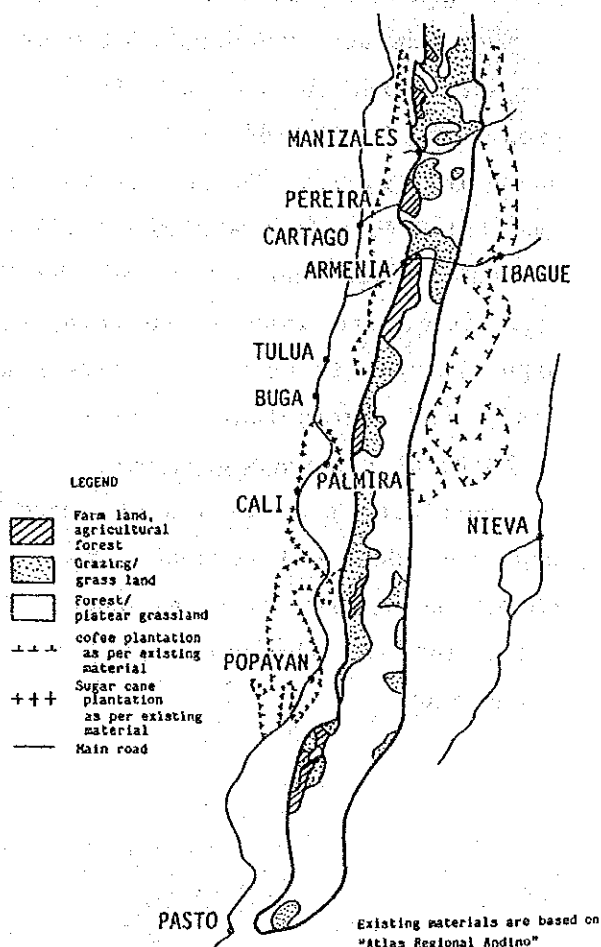 MANIZALES
PEREIRA
CARTAGO
ARMENIA
IBAGUE
TULUA
BUGA
PALMIRA
CALI
NIEVA
POPAYAN
PASTO
LEGEND
Farm land,
agricultural
forest
Grazing/
grass land
Forest/
platear grassland
cofee plantation
as per existing
material
Sugar cane
plantation
as per existing
material
Main road
Existing materials are based on
"Atlas Regional Andino"